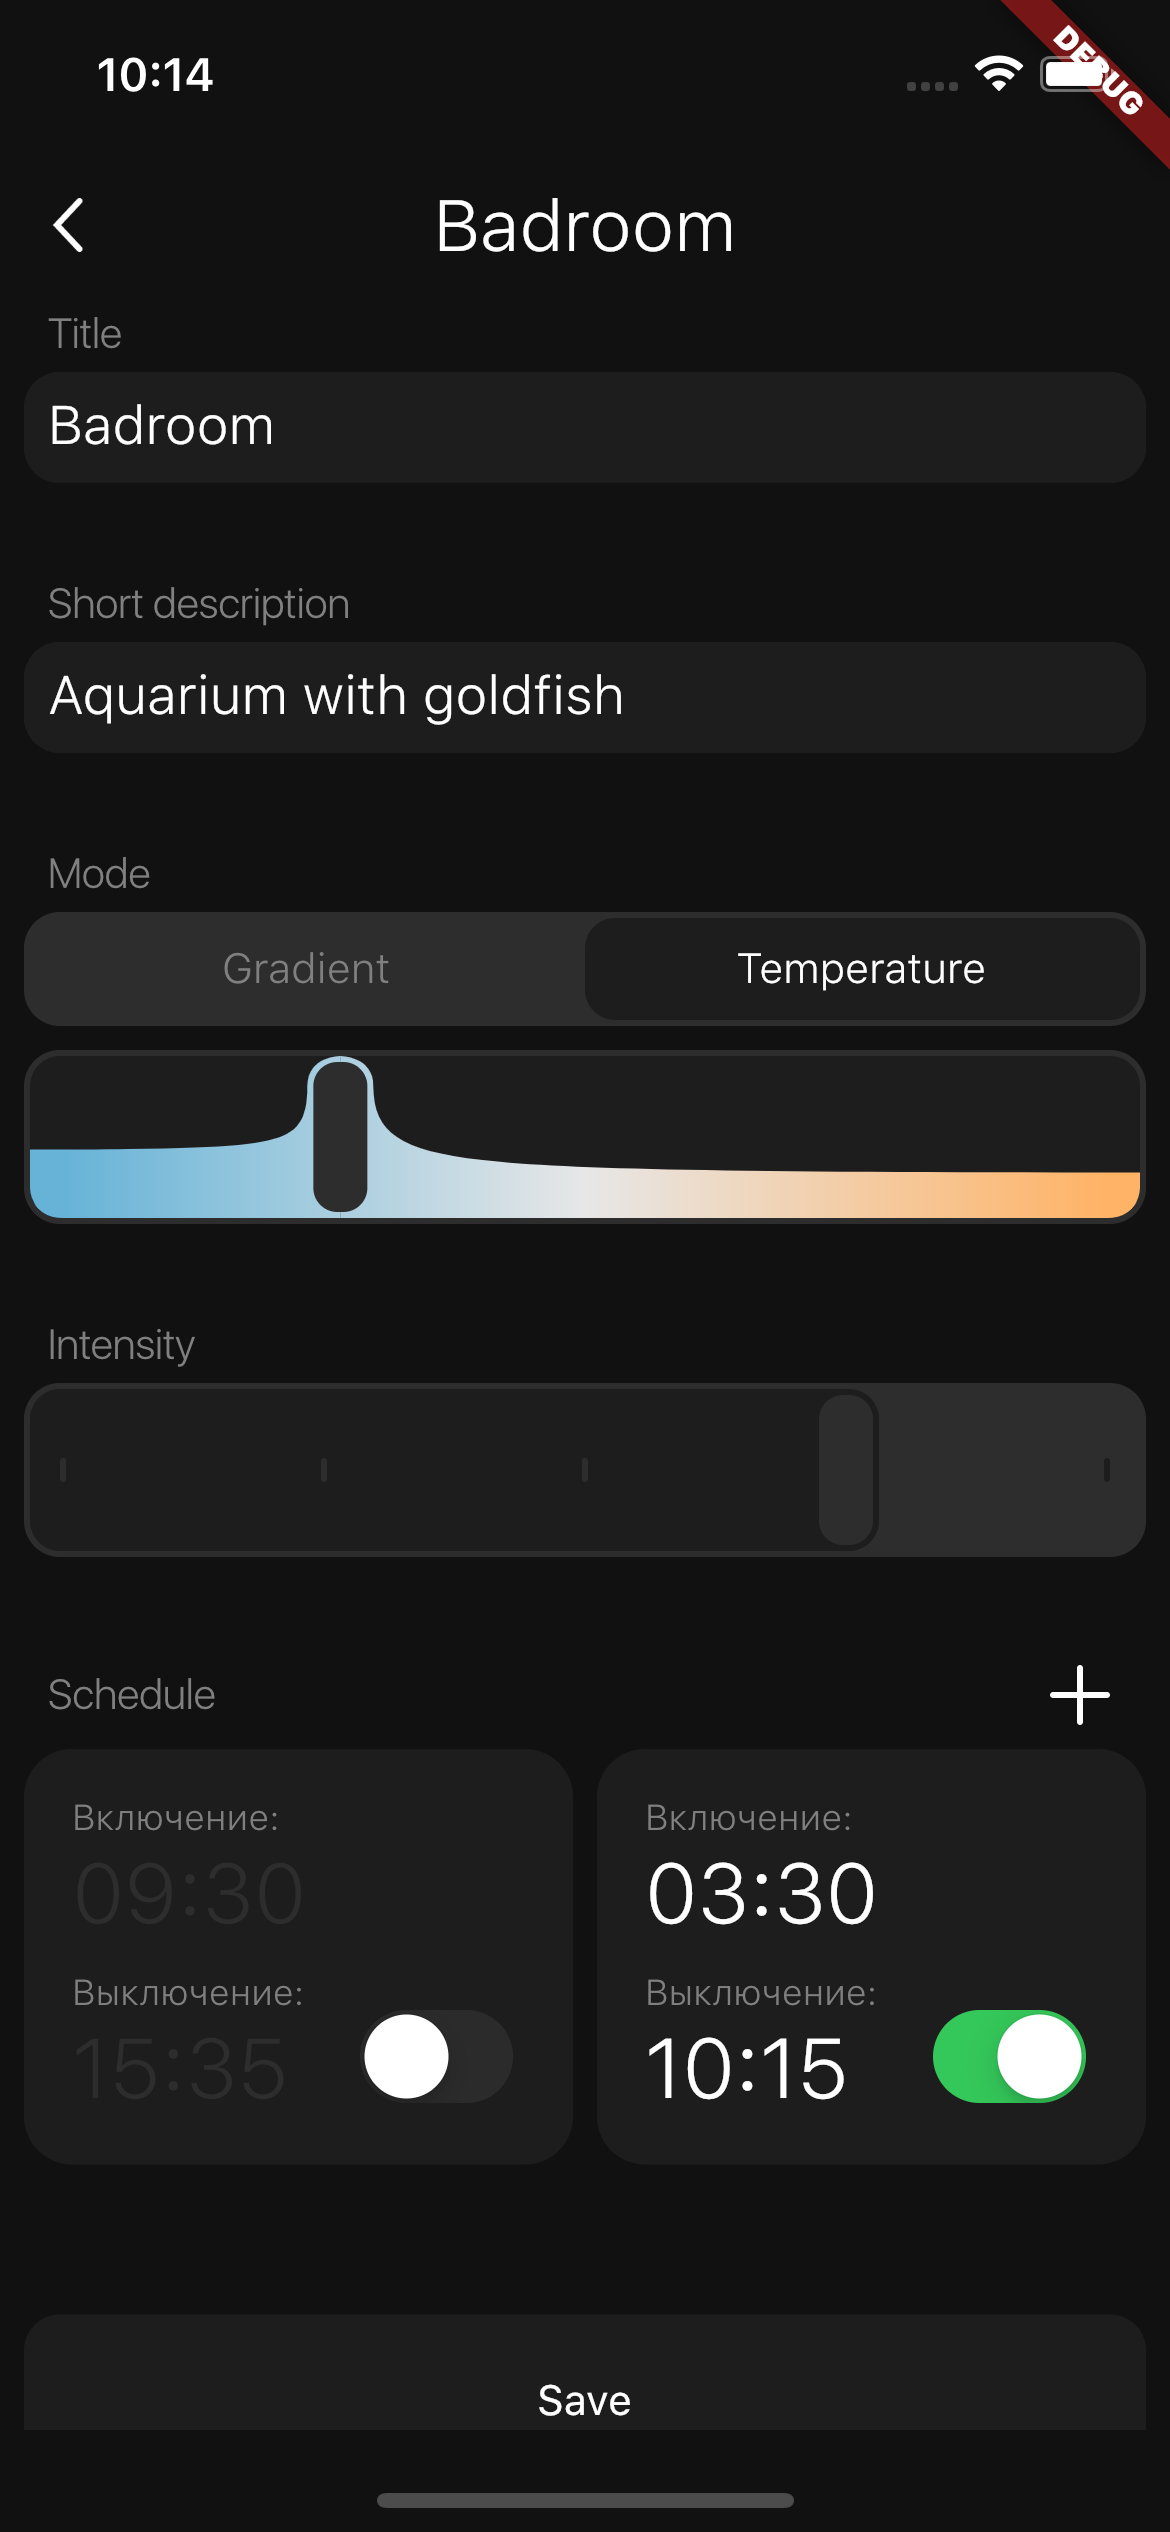 10:14
DEBUG
Badroom
Title
Badroom
Short description
Aquarium with goldfish
Mode
Gradient Temperature
Intensity
Schedule
Включение: Включение:
09:30 03:30
Выключение: Выключение:
15:35 10:15
Save